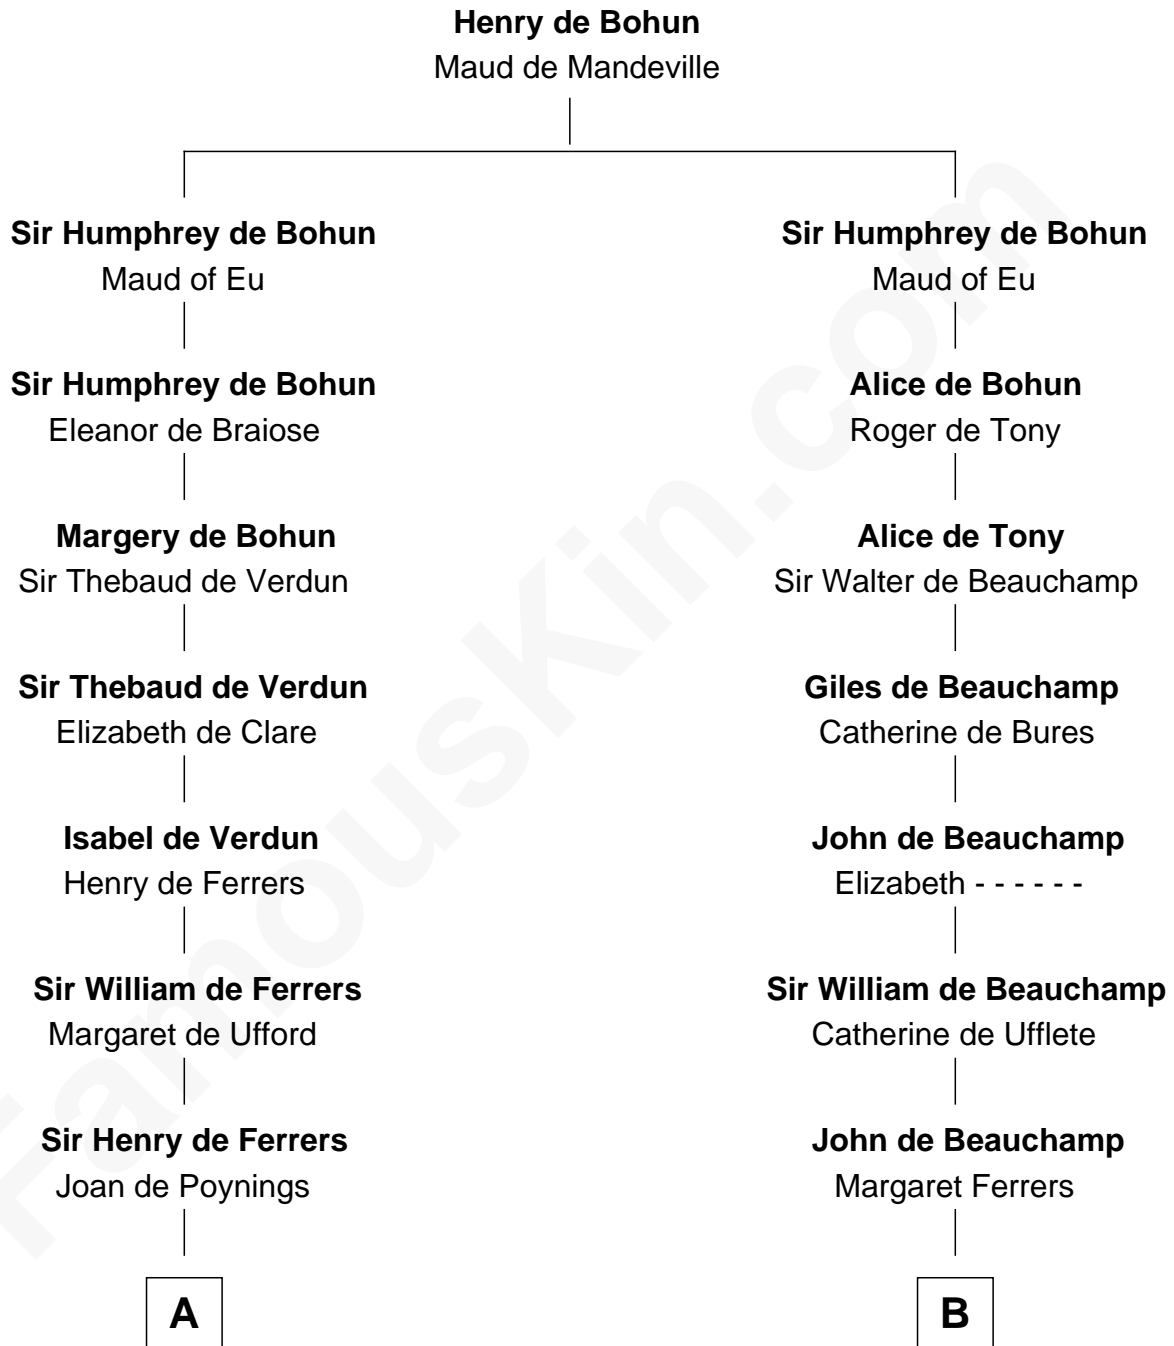 Henry de Bohun
Maud de Mandeville
Sir Humphrey de Bohun
Maud of Eu
Sir Humphrey de Bohun
Maud of Eu
Sir Humphrey de Bohun
Eleanor de Braiose
Alice de Bohun
Roger de Tony
Margery de Bohun
Sir Thebaud de Verdun
Alice de Tony
Sir Walter de Beauchamp
Sir Thebaud de Verdun
Elizabeth de Clare
Giles de Beauchamp
Catherine de Bures
Isabel de Verdun
Henry de Ferrers
John de Beauchamp
Elizabeth - - - - - -
Sir William de Ferrers
Margaret de Ufford
Sir William de Beauchamp
Catherine de Ufflete
Sir Henry de Ferrers
Joan de Poynings
John de Beauchamp
Margaret Ferrers
A
B
FamousKin.com